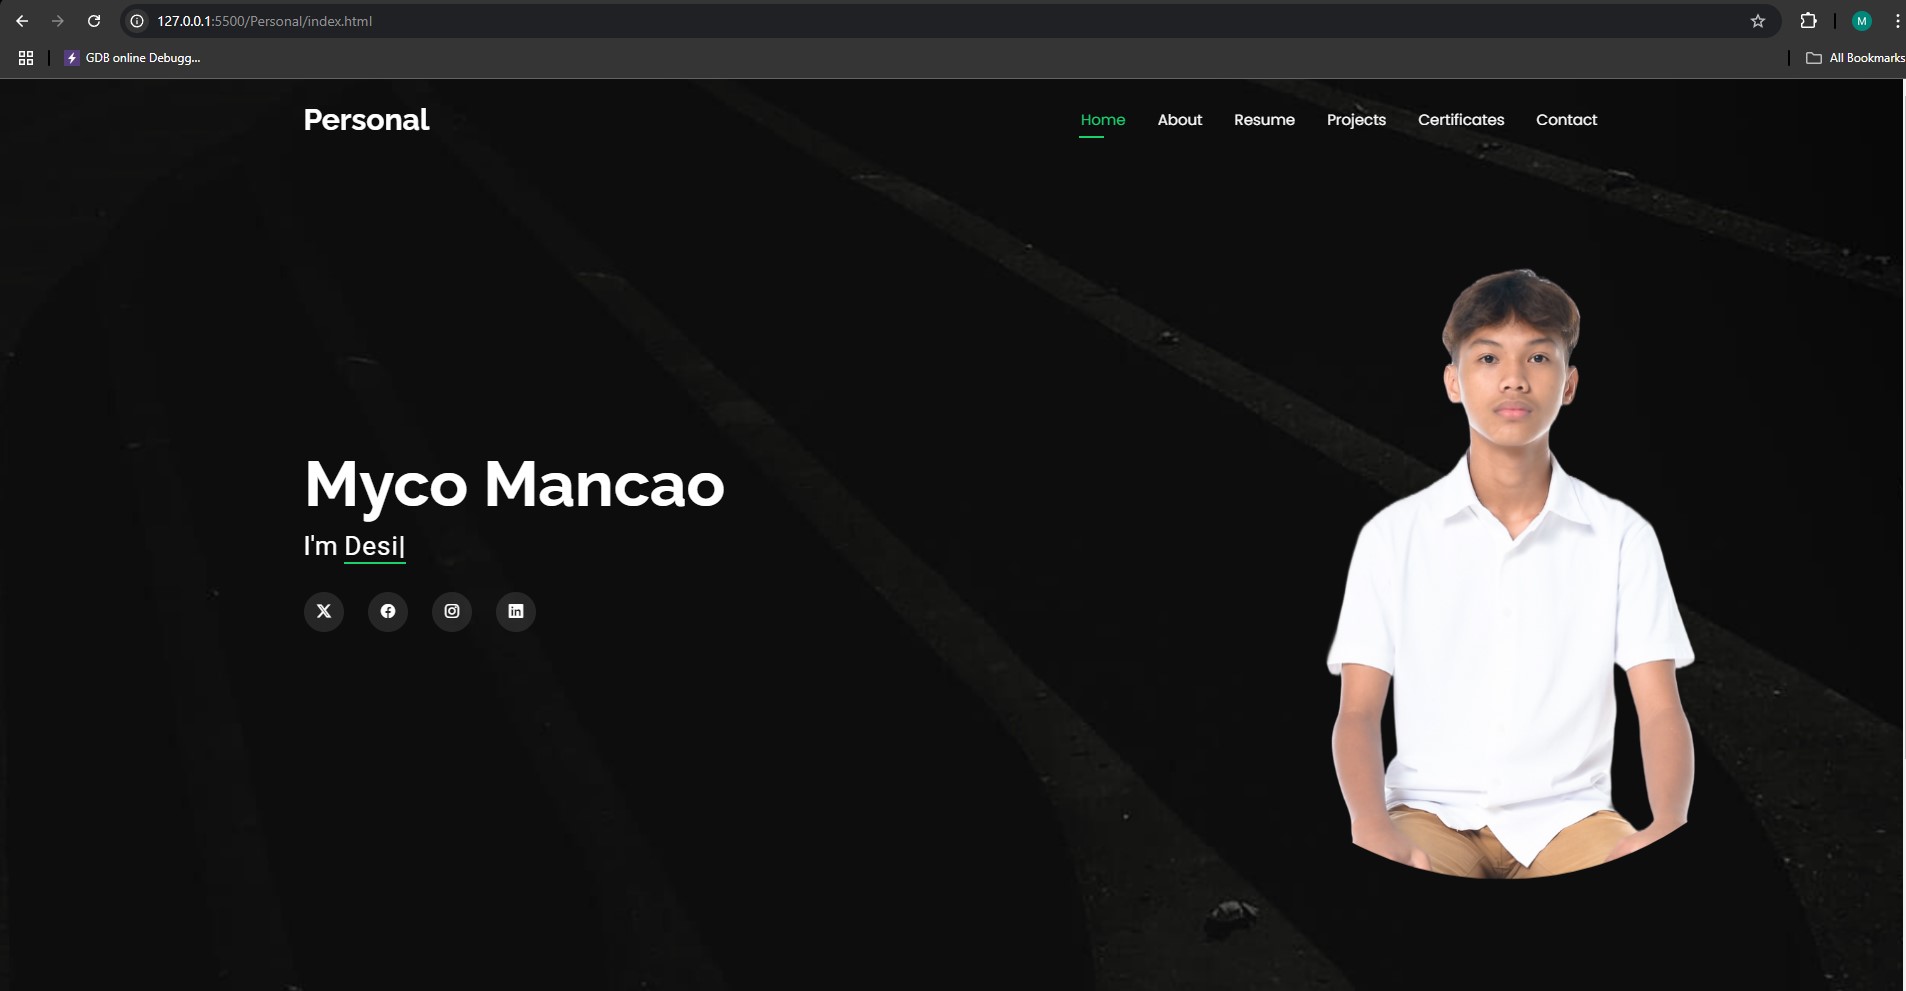 127.0.0.1:5500/Personal/index.html
M
GDB online Debugg...
All Bookmarks
Personal
Home About Resume Projects Certificates Contact
Myco Mancao
I'm Desi|